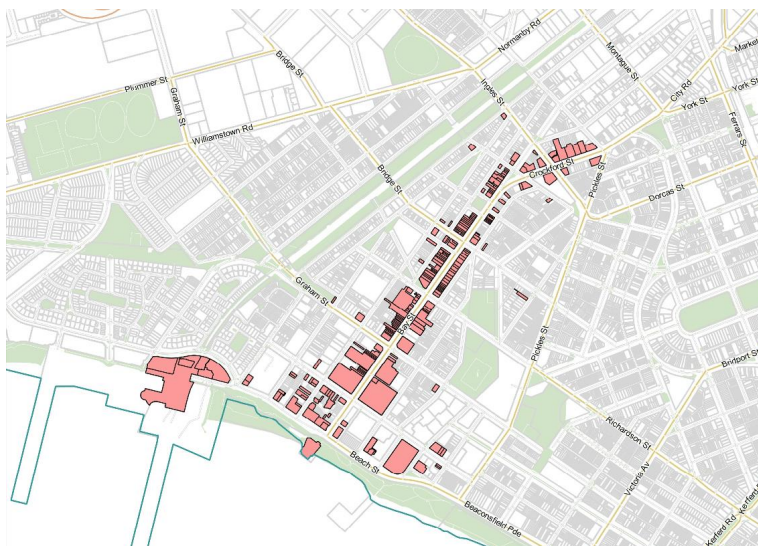 Normanby Rd
Montague St
Market
Bridge St
Plummer St
Graham St
City Rd
York St
York St
Ingles St
Ferrars St
Williamstown Rd
Crockford St
Pickles St
Bridge St
Dorcas St
Graham St
Bay St
Pickles St
Bridport St
Richardson St
Beach St
Victoria Av
Beaconsfield Pde
Kerferd Rd
Kerferd